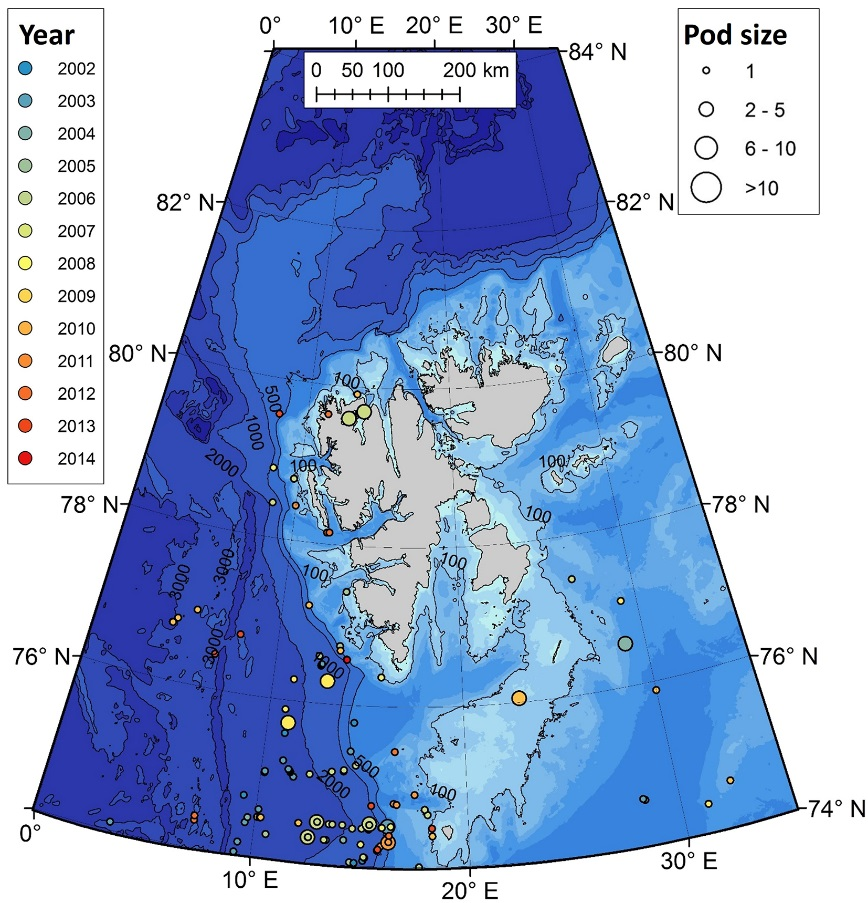 0° 10° E 20° E 30° E
84° N
Year
2002
2003
2004
2005
2006
2007
2008
2009
2010
2011
2012
2013
2014
0 50 100 200 km
Pod size
1
2 - 5
6 - 10
>10
82° N
82° N
80° N
80° N
100
500
1000
2000
100
100
78° N
78° N
100
3000
3000
100
100
3000
76° N
76° N
500
1000
100
74° N
0°
10° E
20° E
30° E